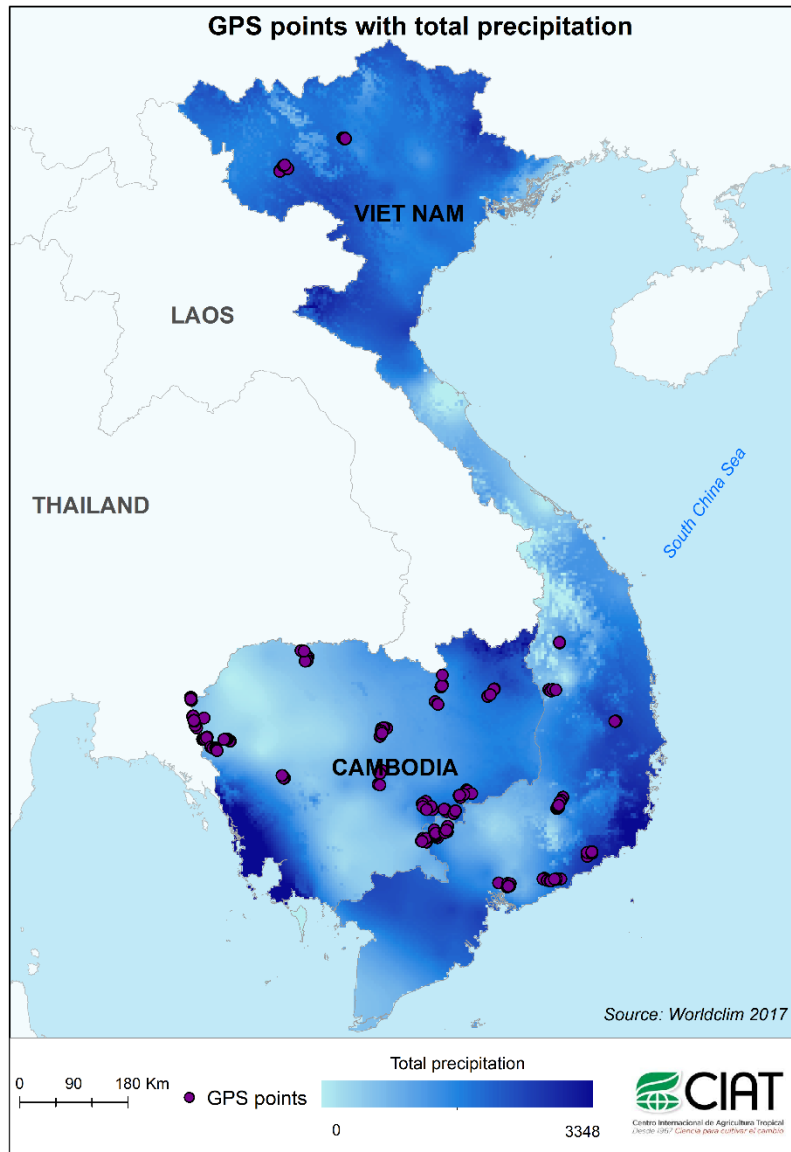 GPS points with total precipitation
VIET NAM
LAOS
THAILAND
South China Sea
CAMBODIA
Source: Worldclim 2017
Total precipitation
0 90 180 Km
GPS points
0 3348
CIAT
Centro Internacional de Agricultura Tropical
Desde 1967 Ciencia para cultivar el cambio